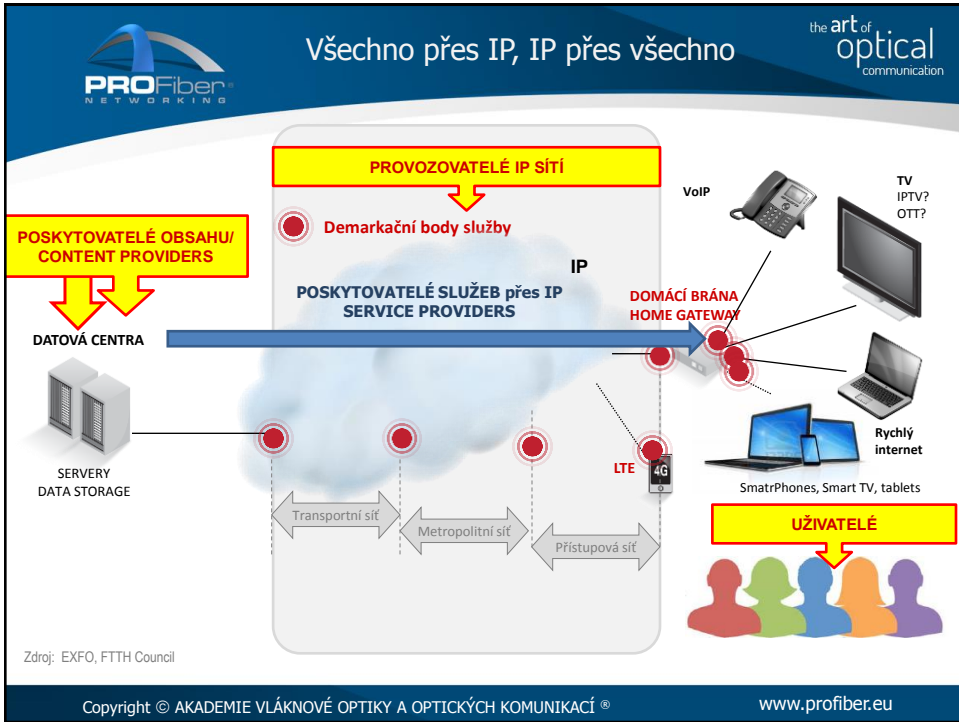 PROFiber®
NETWORKING
Všechno přes IP, IP přes všechno
the art of
optical
communication
PROVOZOVATELÉ IP SÍTÍ
Demarkační body služby
POSKYTOVATELÉ OBSAHU/
CONTENT PROVIDERS
DATOVÁ CENTRA
SERVERY
DATA STORAGE
IP
POSKYTOVATELÉ SLUŽEB přes IP
SERVICE PROVIDERS
VoIP
TV
IPTV?
OTT?
DOMÁCÍ BRÁNA
HOME GATEWAY
LTE
4G
Rychlý
internet
SmatrPhones, Smart TV, tablets
Transportní síť
Metropolitní síť
Přístupová síť
UŽIVATELÉ
Zdroj: EXFO, FTTH Council
Copyright © AKADEMIE VLÁKNOVÉ OPTIKY A OPTICKÝCH KOMUNIKACÍ ®
www.profiber.eu